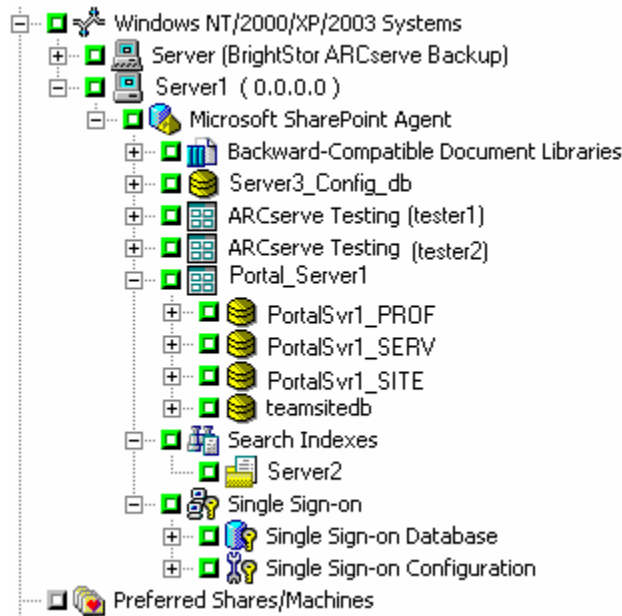 Windows NT/2000/XP/2003 Systems
Server (BrightStor ARCserve Backup)
Server1 ( 0.0.0.0 )
Microsoft SharePoint Agent
Backward-Compatible Document Libraries
Server3_Config_db
ARCserve Testing (tester1)
ARCserve Testing (tester2)
Portal_Server1
PortalSvr1_PROF
PortalSvr1_SERV
PortalSvr1_SITE
teamsitedb
Search Indexes
Server2
Single Sign-on
Single Sign-on Database
Single Sign-on Configuration
Preferred Shares/Machines